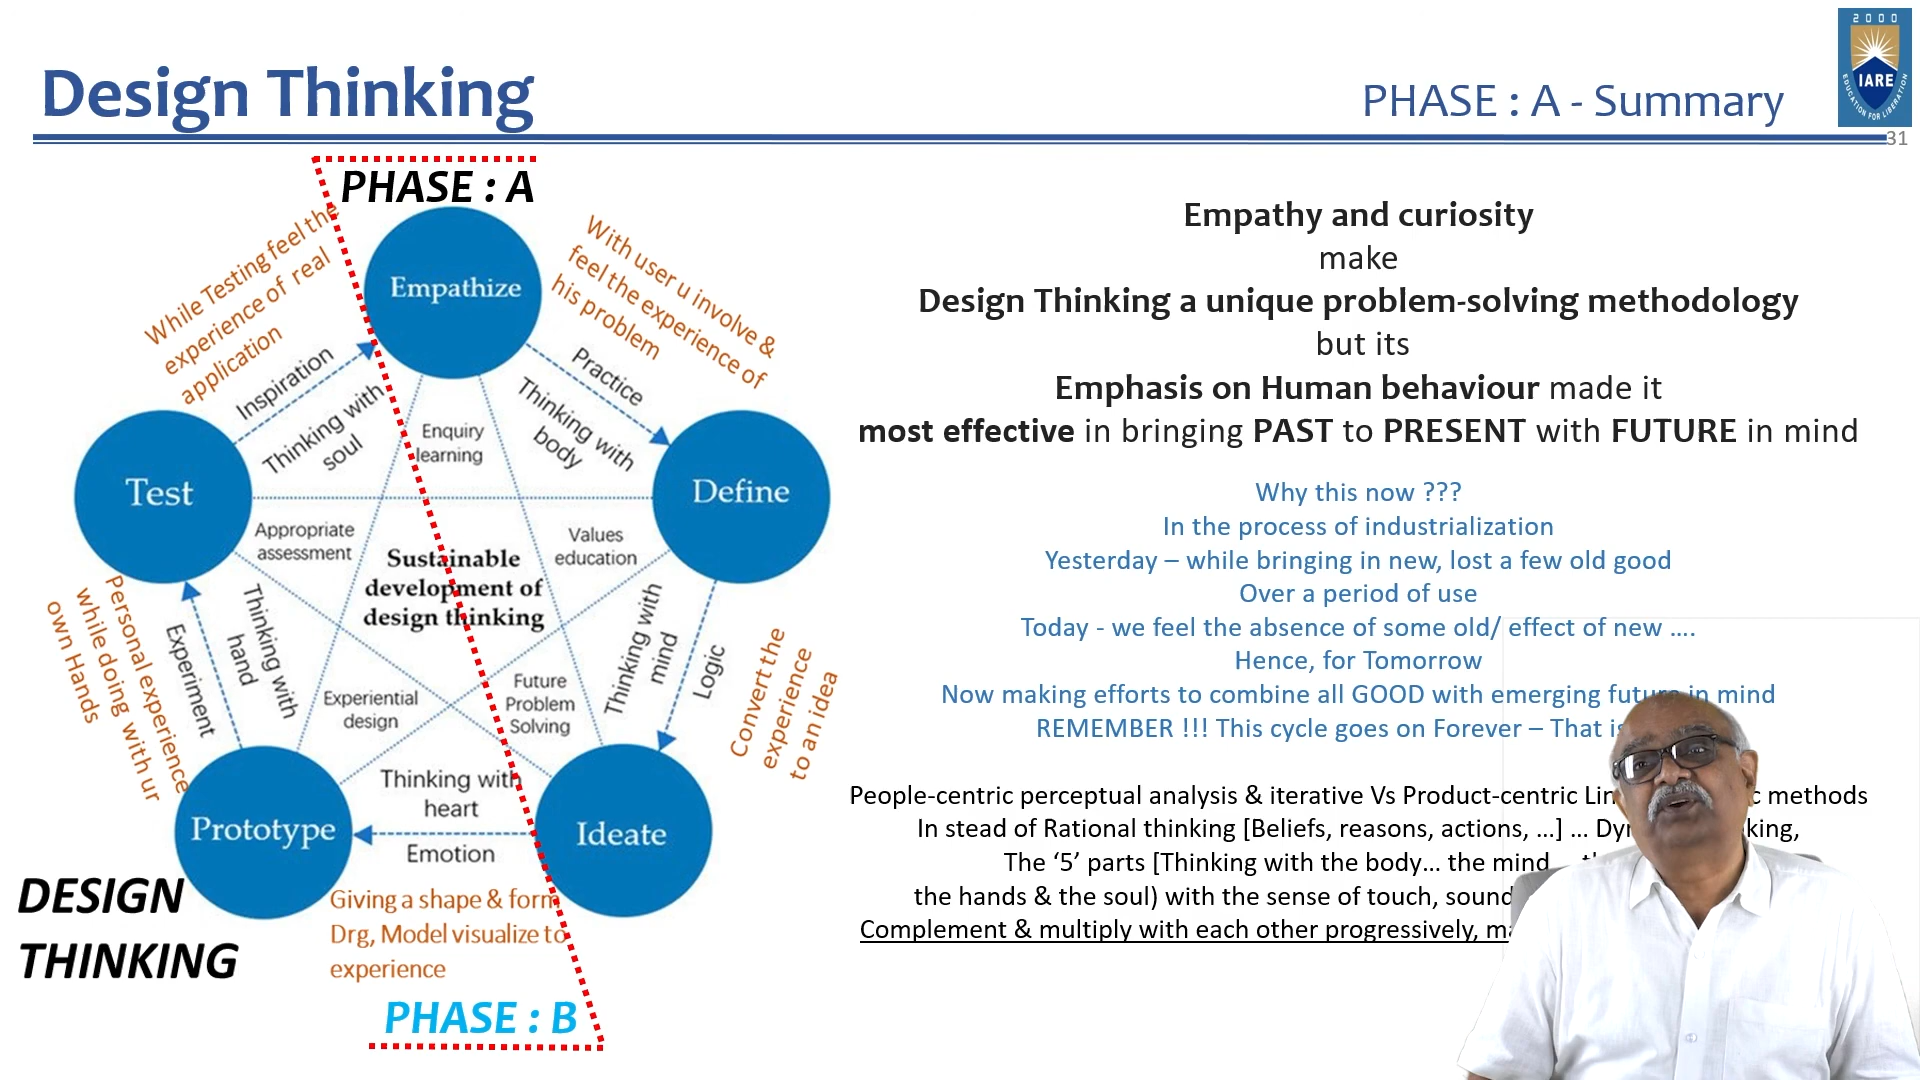 Design Thinking
PHASE : A - Summary
2000
IARE
EDUCATION FOR LIBERATION
31
PHASE : A
While Testing feel the
experience of real
application
With user u involve &
feel the experience of
his problem
Empathize
Inspiration
Thinking with
soul
Practice
Thinking with
body
Enquiry
learning
Test
Define
Appropriate
assessment
Values
education
Sustainable
development of
design thinking
Personal experience
while doing with ur
own Hands
Experiment
Thinking with
hand
Thinking with
mind
Logic
Convert the
experience
to an idea
Experiential
design
Future
Problem
Solving
Thinking with
heart
Prototype
Ideate
Emotion
DESIGN
THINKING
Giving a shape & form
Drg, Model visualize to
experience
PHASE : B
Empathy and curiosity
make
Design Thinking a unique problem-solving methodology
but its
Emphasis on Human behaviour made it
most effective in bringing PAST to PRESENT with FUTURE in mind
Why this now ???
In the process of industrialization
Yesterday – while bringing in new, lost a few old good
Over a period of use
Today - we feel the absence of some old/ effect of new ....
Hence, for Tomorrow
Now making efforts to combine all GOOD with emerging future in mind
REMEMBER !!! This cycle goes on Forever – That
People-centric perceptual analysis & iterative Vs Product-centric methods
In stead of Rational thinking [Beliefs, reasons, actions, ...] ...
The ‘5’ parts [Thinking with the body... the mind
the hands & the soul) with the sense of touch, sound
Complement & multiply with each other progressively,